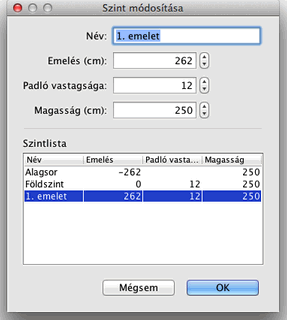 Szint módosítása
Név: 1. emelet
Emelés (cm): 262
Padló vastagsága: 12
Magasság (cm): 250
Szintlista
Név Emelés Padló vasta... Magasság
Alagsor -262 250
Földszint 0 12 250
1. emelet 262 12 250
Mégsem OK